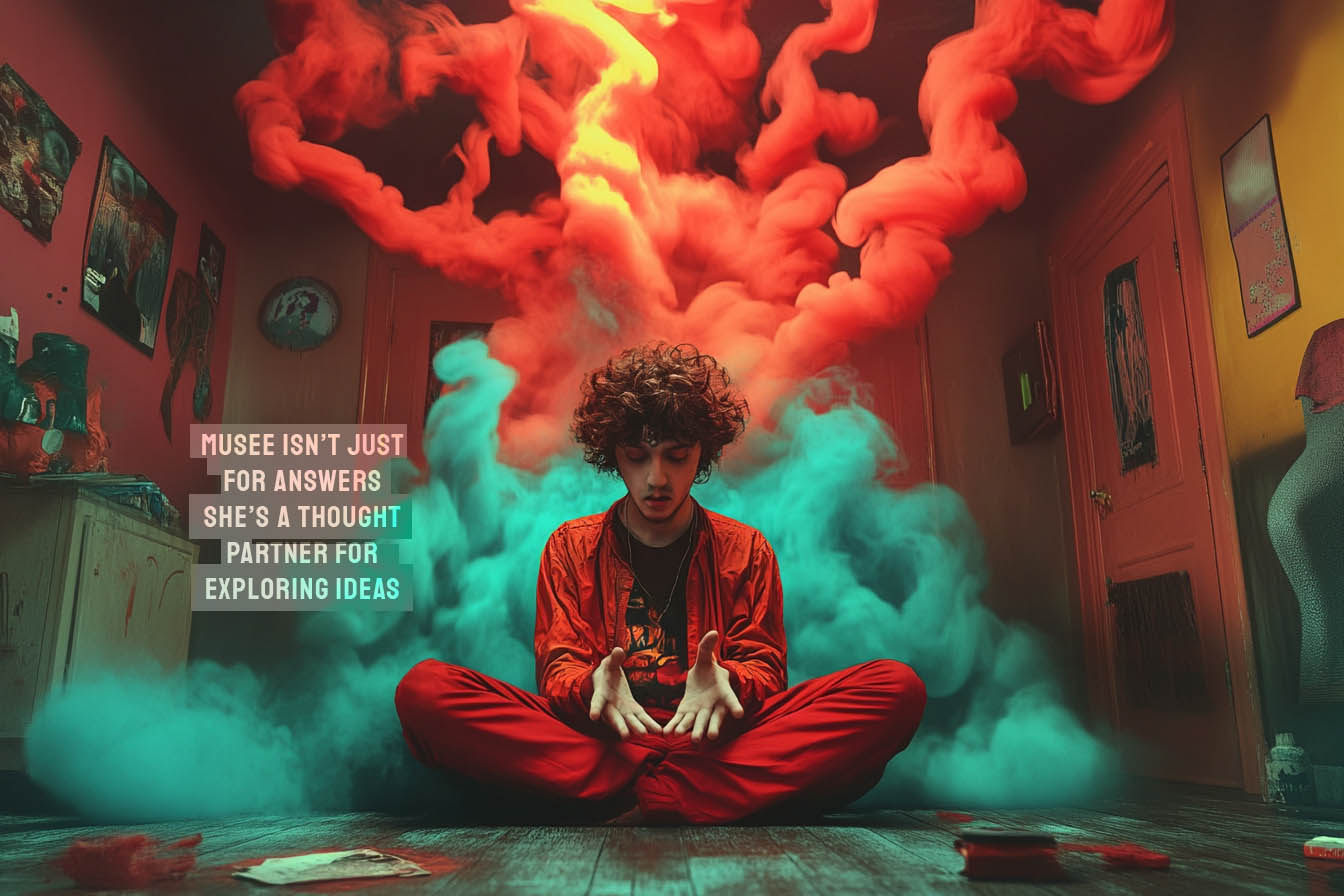 MUSEE ISN'T JUST
FOR ANSWERS
SHE'S A THOUGHT
PARTNER FOR
EXPLORING IDEAS